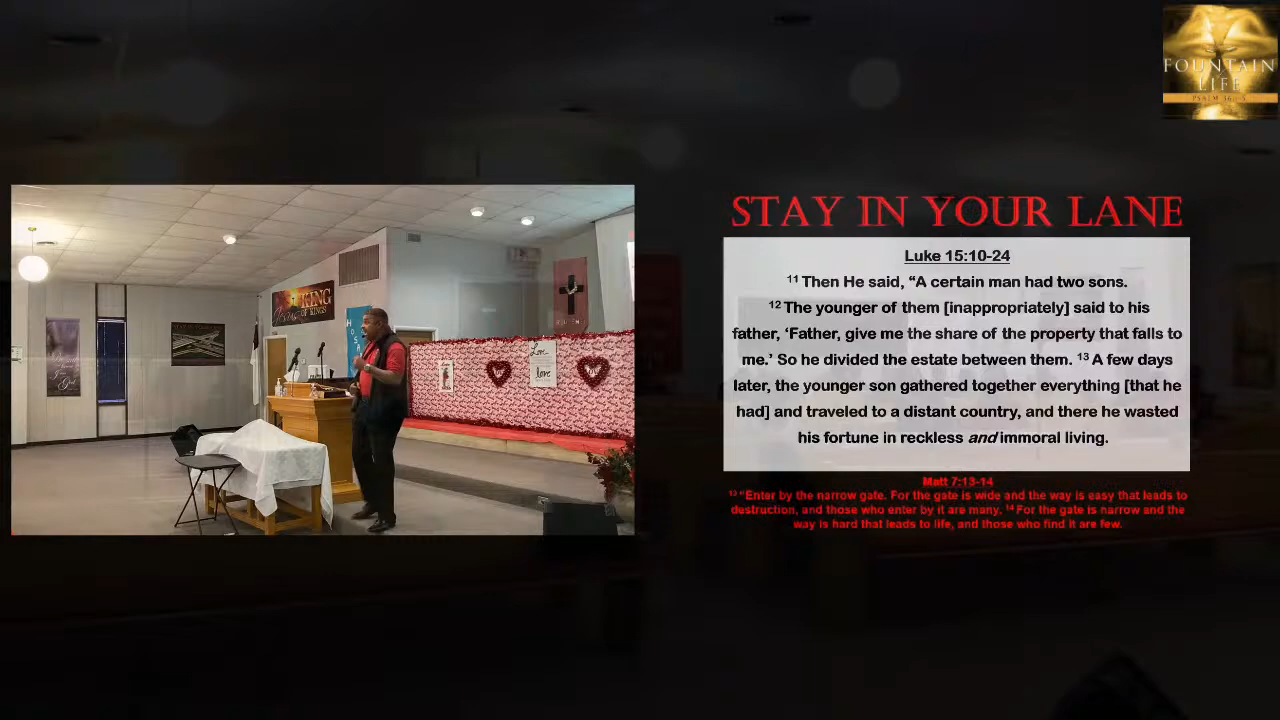 FOUNTAIN
LIFE
STAY IN YOUR LANE
Luke 15:10-24
11 Then He said, “A certain man had two sons.
12 The younger of them [inappropriately] said to his
father, ‘Father, give me the share of the property that falls to
me.’ So he divided the estate between them. 13 A few days
later, the younger son gathered together everything [that he
had] and traveled to a distant country, and there he wasted
his fortune in reckless and immoral living.
Matt 7:13-14
13 “Enter by the narrow gate. For the gate is wide and the way is easy that leads to
destruction, and those who enter by it are many. 14 For the gate is narrow and the
way is hard that leads to life, and those who find it are few.
KING
Jesus OF KINGS
Love
love